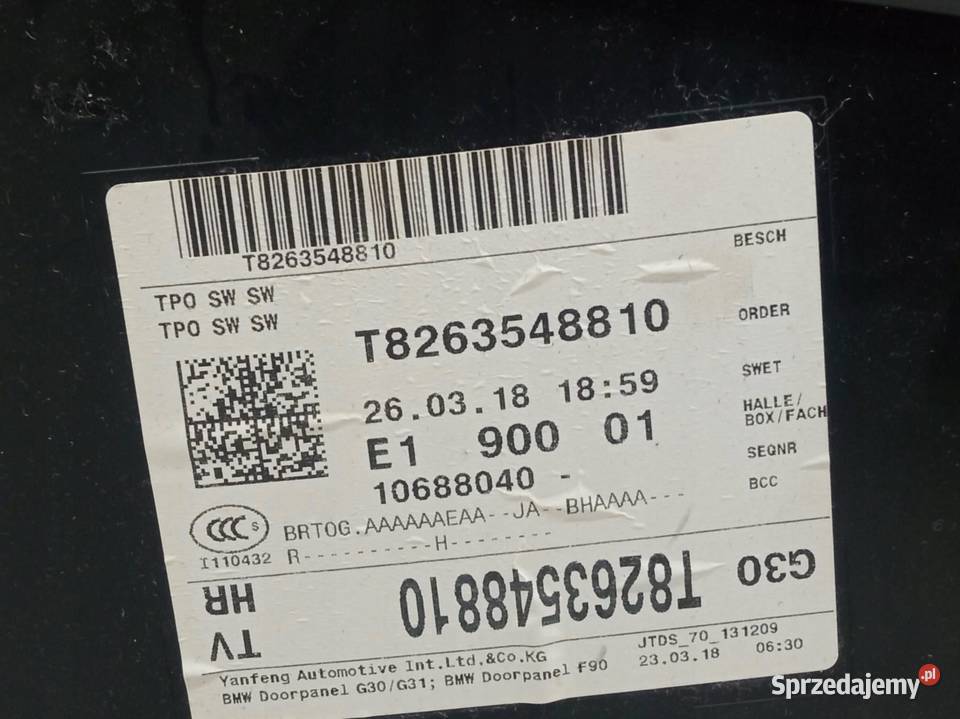 T8263548810
BESCH
TPO SW SW
TPO SW SW
T8263548810
ORDER
26.03.18 18:59
SWET
E1 900 01
HALLE/
BOX/FACH
10688040 -
SEQNR
BCC
CCC S
I110432
BRTOG.AAAAAAEAA--JA--BHAAAA---
R----------H--------
T8263548810
G30
HR
TV
Yanfeng Automotive Int.Ltd.&Co.KG
BMW Doorpanel G30/G31; BMW Doorpanel F90
JTDS_70_131209
23.03.18 06:30
Sprzedajemy.pl